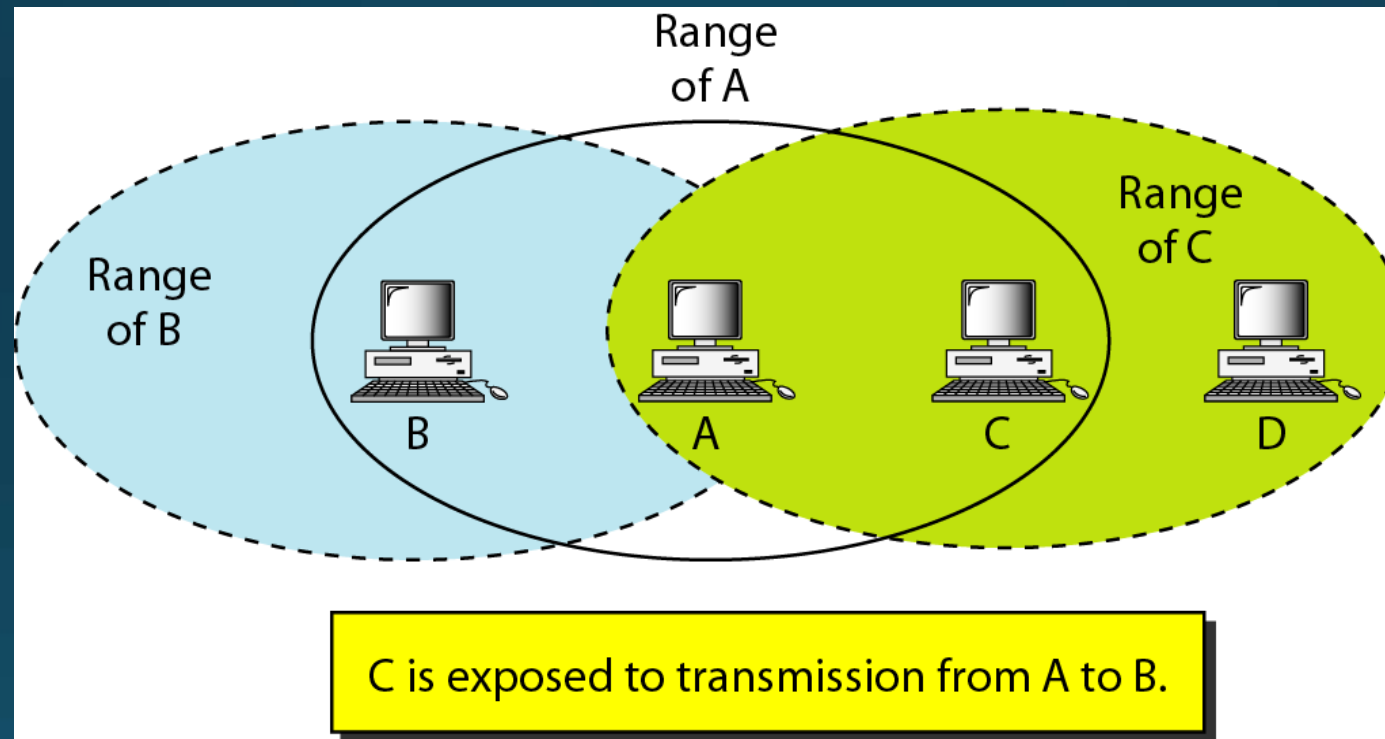 Range
of A
Range
of B
Range
of C
B
A
C
D
C is exposed to transmission from A to B.